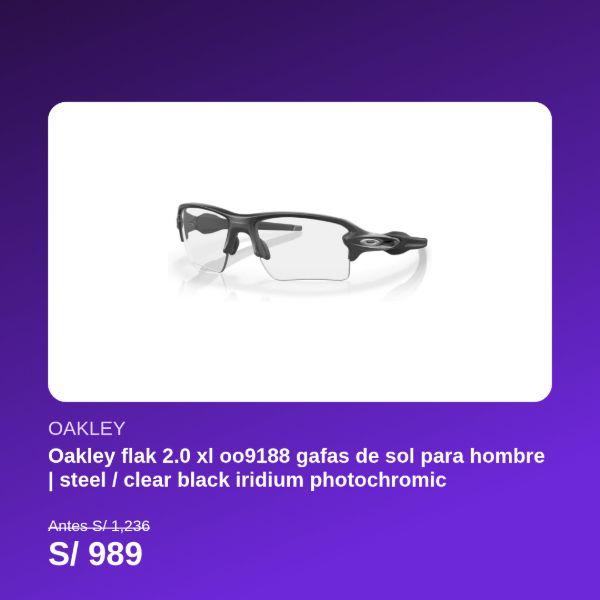 OAKLEY
Oakley flak 2.0 xl oo9188 gafas de sol para hombre
| steel / clear black iridium photochromic
Antes S/ 1,236
S/ 989